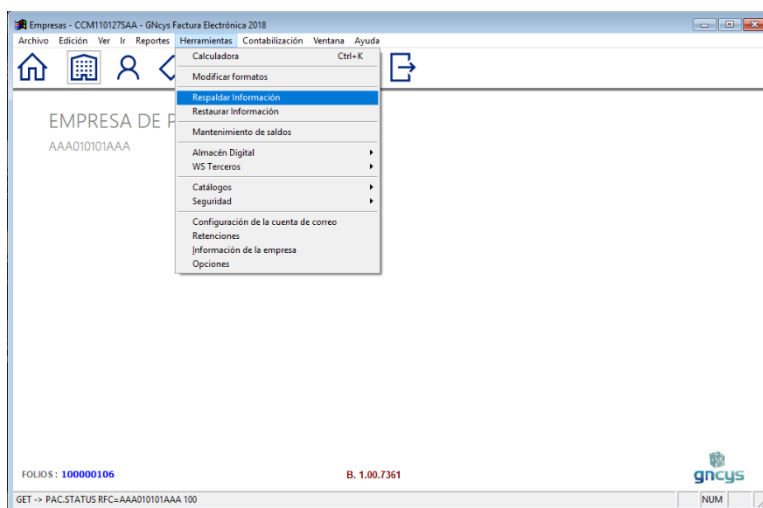 Empresas - CCM110127SAA - GNcys Factura Electrónica 2018
Archivo Edición Ver Ir Reportes Herramientas Contabilización Ventana Ayuda
Calculadora Ctrl+K
Modificar formatos
Respaldar Información
Restaurar Información
EMPRESA DE P
Mantenimiento de saldos
AAA010101AAA
Almacén Digital
WS Terceros
Catálogos
Seguridad
Configuración de la cuenta de correo
Retenciones
Información de la empresa
Opciones
FOLIOS : 100000106
B. 1.00.7361
gncys
GET -> PAC.STATUS RFC=AAA010101AAA 100
NUM